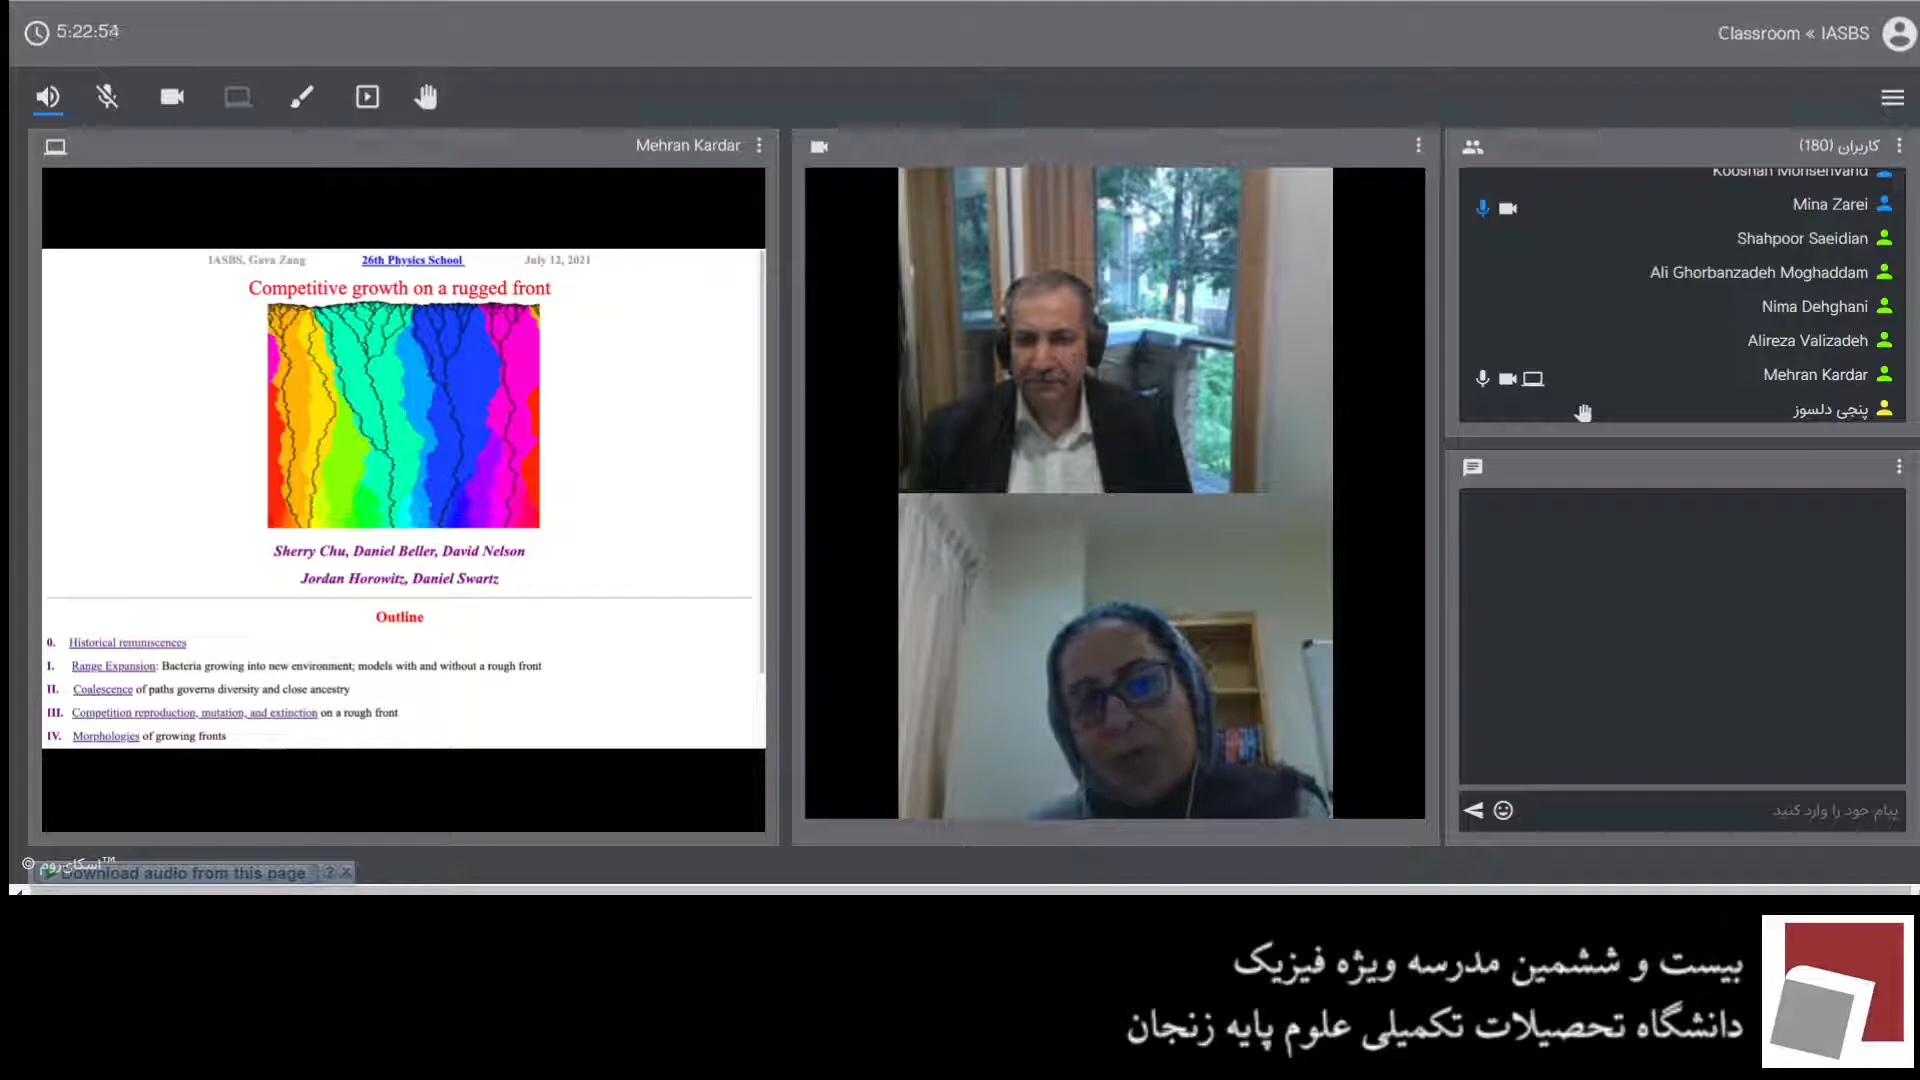 5:22:54
Classroom « IASBS
Mehran Kardar
IASBS, Gava Zang 26th Physics School July 12, 2021
Competitive growth on a rugged front
Sherry Chu, Daniel Beller, David Nelson
Jordan Horowitz, Daniel Swartz
Outline
0. Historical reminiscences
I. Range Expansion: Bacteria growing into new environment; models with and without a rough front
II. Coalescence of paths governs diversity and close ancestry
III. Competition reproduction, mutation, and extinction on a rough front
IV. Morphologies of growing fronts
کاربران (180)
Kooshan Mohsenvand
Mina Zarei
Shahpoor Saeidian
Ali Ghorbanzadeh Moghaddam
Nima Dehghani
Alireza Valizadeh
Mehran Kardar
پنجی دلسوز
پیام خود را وارد کنید
© اسکای‌روم™
Download audio from this page ? x
بیست و ششمین مدرسه ویژه فیزیک
دانشگاه تحصیلات تکمیلی علوم پایه زنجان